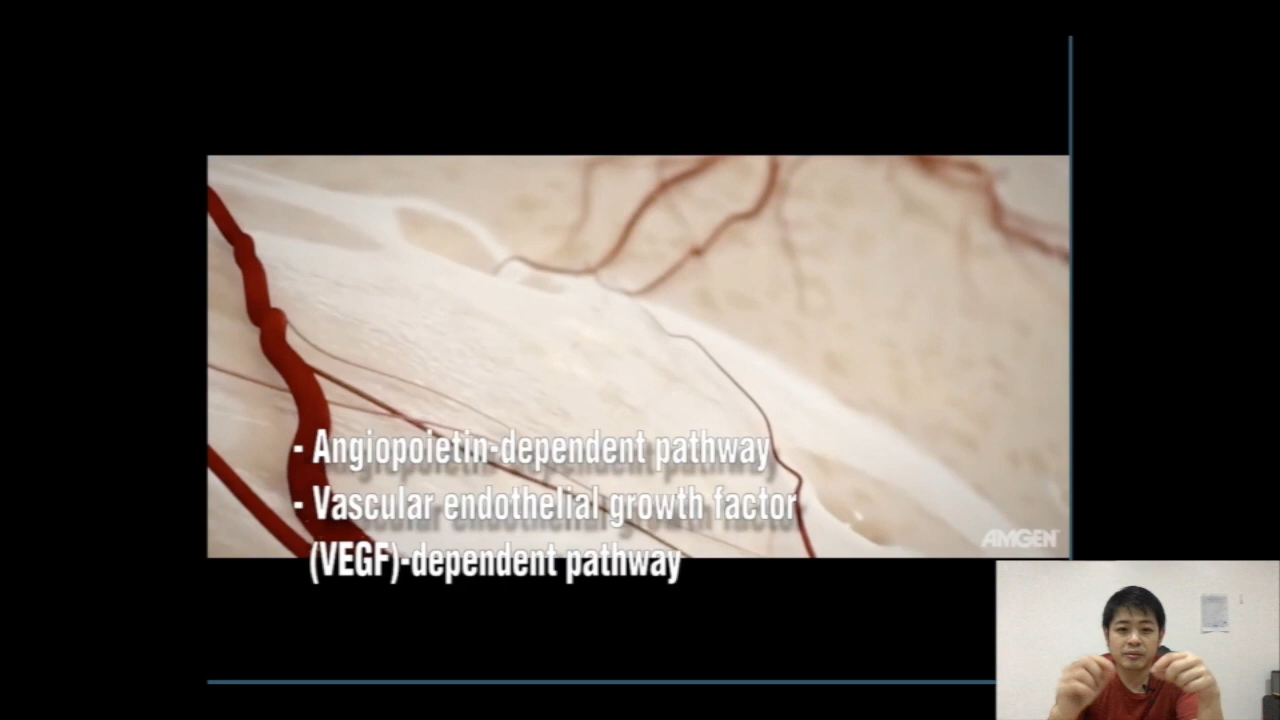 - Angiopoietin-dependent pathway
- Vascular endothelial growth factor
(VEGF)-dependent pathway
AMGEN